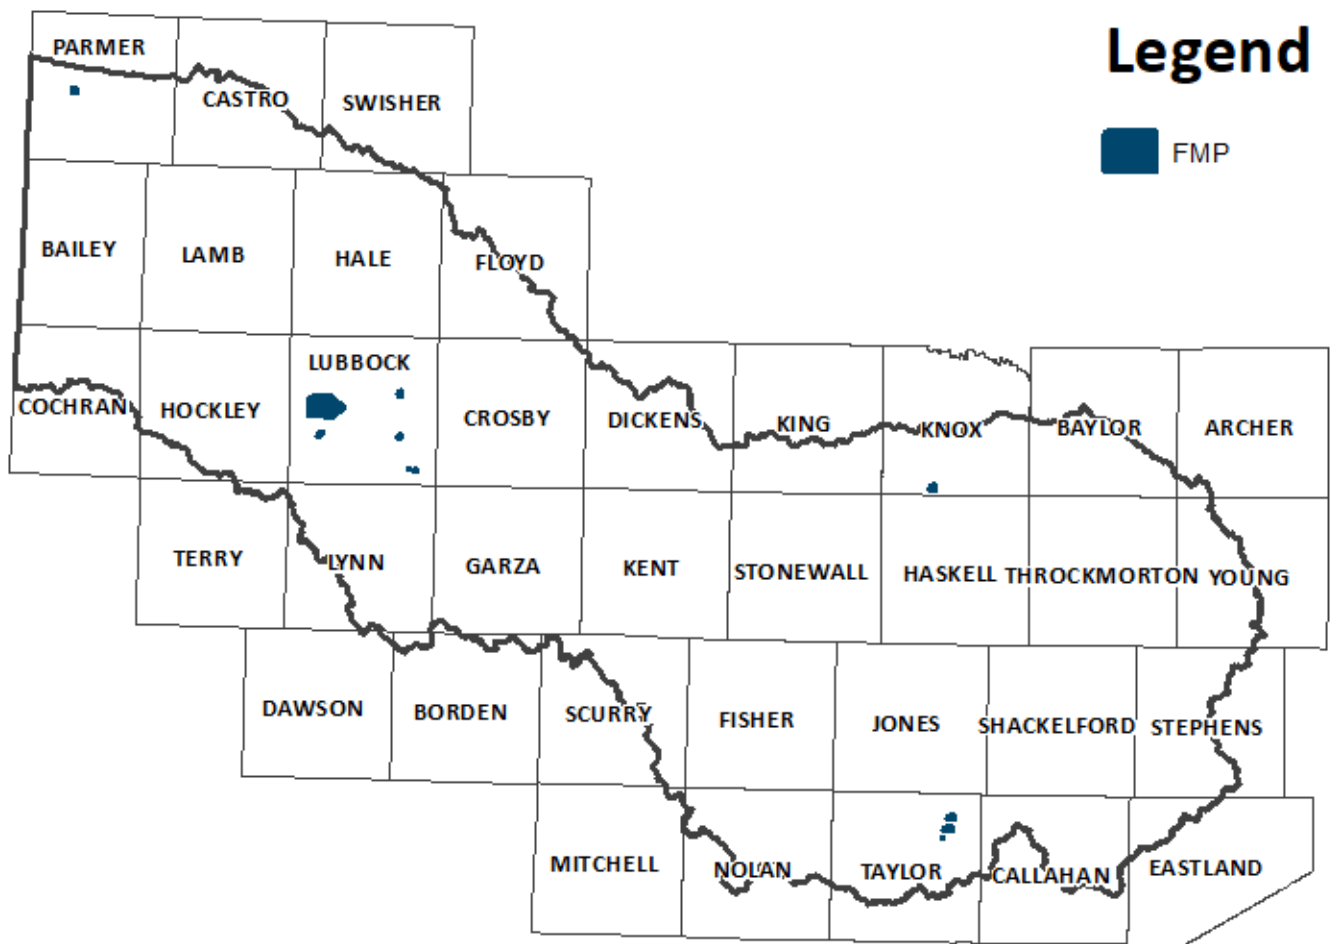 Legend
FMP
PARMER
CASTRO
SWISHER
BAILEY
LAMB
HALE
FLOYD
LUBBOCK
COCHRAN
HOCKLEY
CROSBY
DICKENS
KING
KNOX
BAYLOR
ARCHER
TERRY
LYNN
GARZA
KENT
STONEWALL
HASKELL
THROCKMORTON
YOUNG
DAWSON
BORDEN
SCURRY
FISHER
JONES
SHACKELFORD
STEPHENS
MITCHELL
NOLAN
TAYLOR
CALLAHAN
EASTLAND